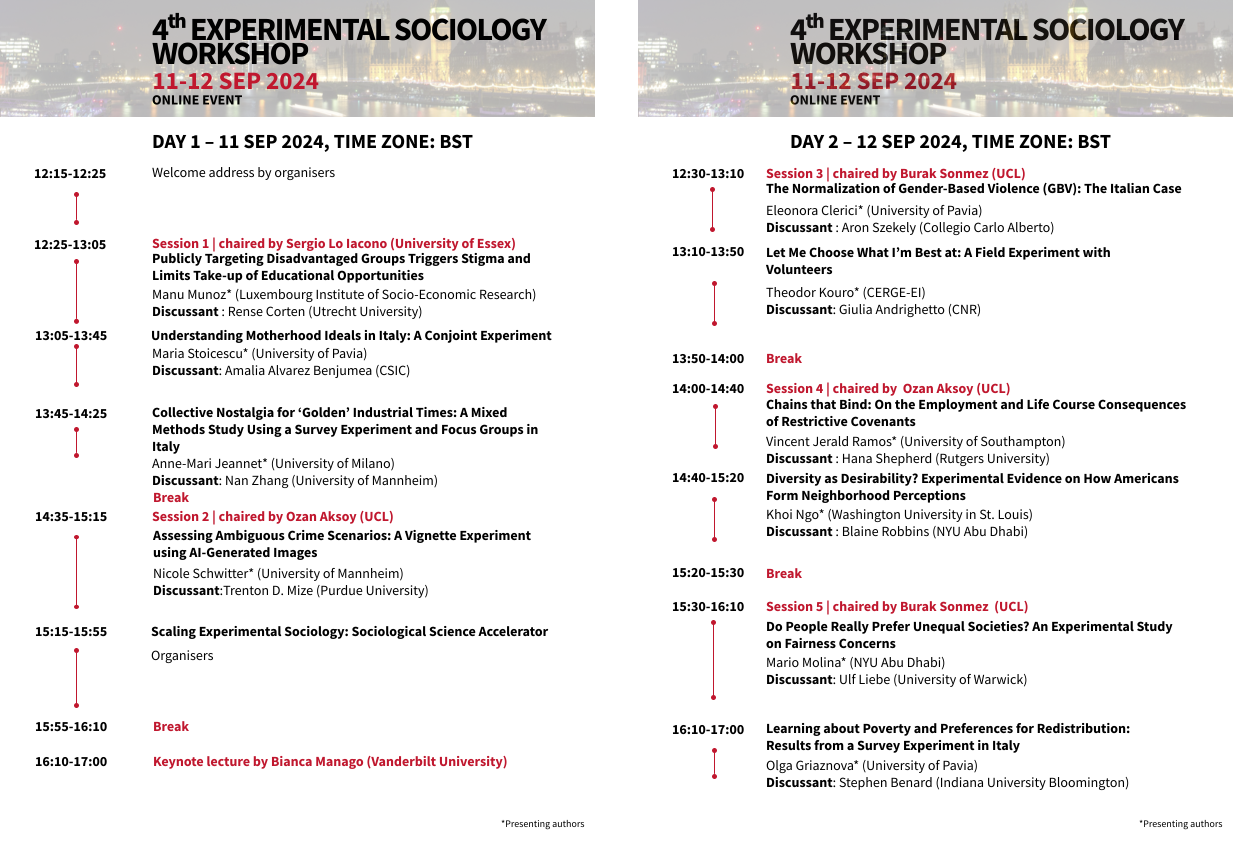 4th EXPERIMENTAL SOCIOLOGY
WORKSHOP
11-12 SEP 2024
ONLINE EVENT
DAY 1 – 11 SEP 2024, TIME ZONE: BST
12:15-12:25 Welcome address by organisers
12:25-13:05 Session 1 | chaired by Sergio Lo Iacono (University of Essex)
Publicly Targeting Disadvantaged Groups Triggers Stigma and
Limits Take-up of Educational Opportunities
Manu Munoz* (Luxembourg Institute of Socio-Economic Research)
Discussant : Rense Corten (Utrecht University)
13:05-13:45 Understanding Motherhood Ideals in Italy: A Conjoint Experiment
Maria Stoicescu* (University of Pavia)
Discussant: Amalia Alvarez Benjumea (CSIC)
13:45-14:25 Collective Nostalgia for ‘Golden’ Industrial Times: A Mixed
Methods Study Using a Survey Experiment and Focus Groups in
Italy
Anne-Mari Jeannet* (University of Milano)
Discussant: Nan Zhang (University of Mannheim)
Break
14:35-15:15 Session 2 | chaired by Ozan Aksoy (UCL)
Assessing Ambiguous Crime Scenarios: A Vignette Experiment
using AI-Generated Images
Nicole Schwitter* (University of Mannheim)
Discussant:Trenton D. Mize (Purdue University)
15:15-15:55 Scaling Experimental Sociology: Sociological Science Accelerator
Organisers
15:55-16:10 Break
16:10-17:00 Keynote lecture by Bianca Manago (Vanderbilt University)
*Presenting authors
4th EXPERIMENTAL SOCIOLOGY
WORKSHOP
11-12 SEP 2024
ONLINE EVENT
DAY 2 – 12 SEP 2024, TIME ZONE: BST
12:30-13:10 Session 3 | chaired by Burak Sonmez (UCL)
The Normalization of Gender-Based Violence (GBV): The Italian Case
Eleonora Clerici* (University of Pavia)
Discussant : Aron Szekely (Collegio Carlo Alberto)
13:10-13:50 Let Me Choose What I’m Best at: A Field Experiment with
Volunteers
Theodor Kouro* (CERGE-EI)
Discussant: Giulia Andrighetto (CNR)
13:50-14:00 Break
14:00-14:40 Session 4 | chaired by Ozan Aksoy (UCL)
Chains that Bind: On the Employment and Life Course Consequences
of Restrictive Covenants
Vincent Jerald Ramos* (University of Southampton)
Discussant : Hana Shepherd (Rutgers University)
14:40-15:20 Diversity as Desirability? Experimental Evidence on How Americans
Form Neighborhood Perceptions
Khoi Ngo* (Washington University in St. Louis)
Discussant : Blaine Robbins (NYU Abu Dhabi)
15:20-15:30 Break
15:30-16:10 Session 5 | chaired by Burak Sonmez (UCL)
Do People Really Prefer Unequal Societies? An Experimental Study
on Fairness Concerns
Mario Molina* (NYU Abu Dhabi)
Discussant: Ulf Liebe (University of Warwick)
16:10-17:00 Learning about Poverty and Preferences for Redistribution:
Results from a Survey Experiment in Italy
Olga Griaznova* (University of Pavia)
Discussant: Stephen Benard (Indiana University Bloomington)
*Presenting authors